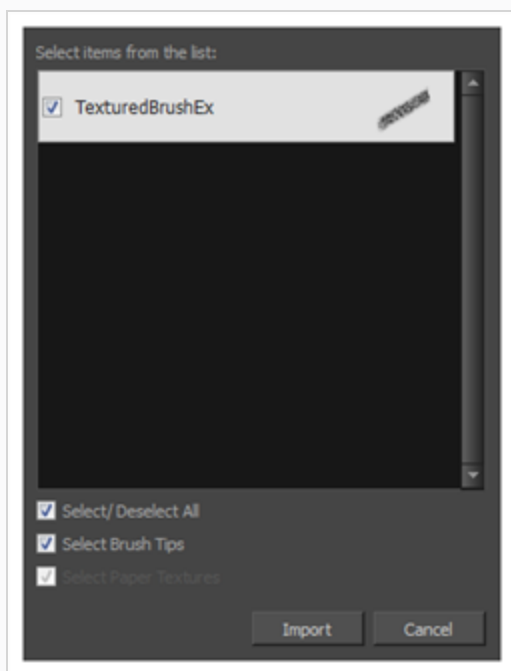 Select items from the list:
TexturedBrushEx
Select/ Deselect All
Select Brush Tips
Select Paper Textures
Import Cancel